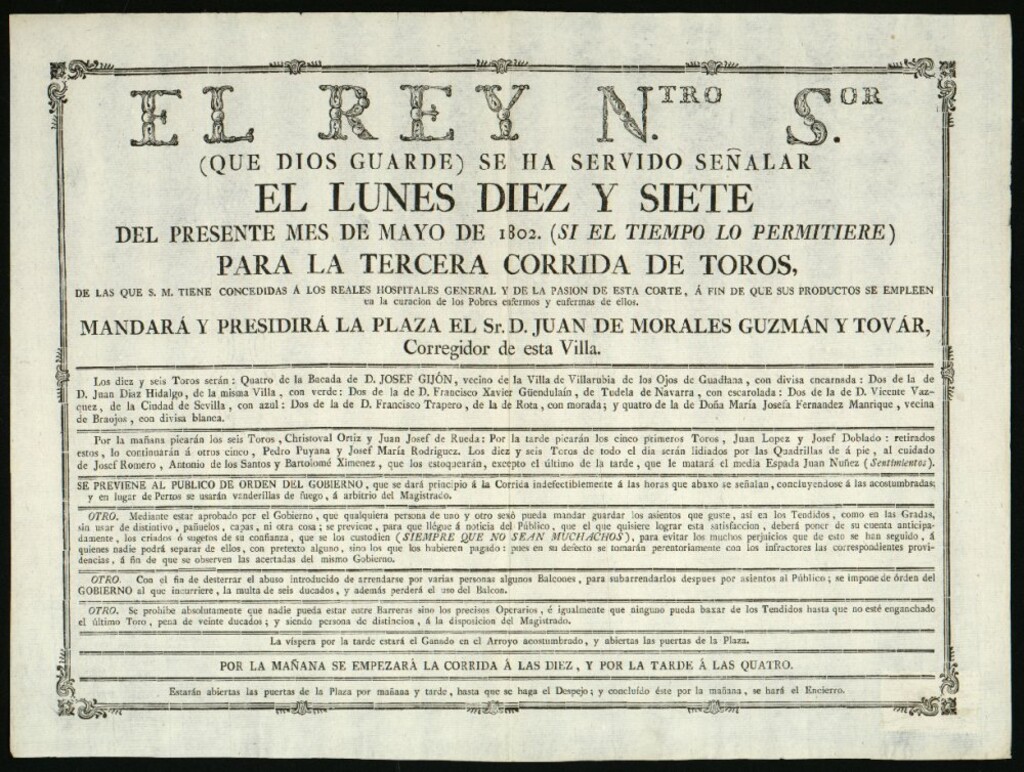 EL REY N.TRO S.OR
(QUE DIOS GUARDE) SE HA SERVIDO SEÑALAR
EL LUNES DIEZ Y SIETE
DEL PRESENTE MES DE MAYO DE 1802. (SI EL TIEMPO LO PERMITIERE)
PARA LA TERCERA CORRIDA DE TOROS,
DE LAS QUE S. M. TIENE CONCEDIDAS Á LOS REALES HOSPITALES GENERAL Y DE LA PASION DE ESTA CORTE, Á FIN DE QUE SUS PRODUCTOS SE EMPLEEN
en la curacion de los Pobres enfermos y enfermas de ellos.
MANDARÁ Y PRESIDIRÁ LA PLAZA EL Sr. D. JUAN DE MORALES GUZMÁN Y TOVÁR,
Corregidor de esta Villa.
Los diez y seis Toros serán: Quatro de la Bacada de D. JOSEF GIJÓN, vecino de la Villa de Villarubia de los Ojos de Guadiana, con divisa encarnada: Dos de la de
D. Juan Diaz Hidalgo, de la misma Villa, con verde: Dos de la de D. Francisco Xavier Güendulaín, de Tudela de Navarra, con escarolada: Dos de la de D. Vicente Vaz-
quez, de la Ciudad de Sevilla, con azul: Dos de la de D. Francisco Trapero, de la de Rota, con morada; y quatro de la de Doña María Josefa Fernandez Manrique, vecina
de Braojos, con divisa blanca.
Por la mañana picarán los seis Toros, Christoval Ortiz y Juan Josef de Rueda: Por la tarde picarán los cinco primeros Toros, Juan Lopez y Josef Doblado: retirados
estos, lo continuarán á otros cinco, Pedro Puyana y Josef María Rodriguez. Los diez y seis Toros de todo el dia serán lidiados por las Quadrillas de á pie, al cuidado
de Josef Romero, Antonio de los Santos y Bartolomé Ximenez, que los estoquearán, excepto el último de la tarde, que le matará el media Espada Juan Nuñez (Sentimientos).
SE PREVIENE AL PUBLICO DE ORDEN DEL GOBIERNO, que se dará principio á la Corrida indefectiblemente á las horas que abaxo se señalan, concluyendose á las acostumbradas;
y en lugar de Perros se usarán vanderillas de fuego, á arbitrio del Magistrado.
OTRO. Mediante estar aprobado por el Gobierno, que qualquiera persona de uno y otro sexô pueda mandar guardar los asientos que guste, así en los Tendidos, como en las Gradas,
sin usar de distintivo, pañuelos, capas, ni otra cosa; se previene, para que llégue á noticia del Público, que el que quisiere lograr esta satisfaccion, deberá poner de su cuenta anticipa-
damente, los criados ó sugetos de su confianza, que se los custodien (SIEMPRE QUE NO SEAN MUCHACHOS), para evitar los muchos perjuicios que de esto se han seguido, á
quienes nadie podrá separar de ellos, con pretexto alguno, sino los que los hubieren pagado: pues en su defecto se tomarán perentoriamente con los infractores las correspondientes provi-
dencias, á fin de que se observen las acertadas del mismo Gobierno.
OTRO. Con el fin de desterrar el abuso introducido de arrendarse por varias personas algunos Balcones, para subarrendarlos despues por asientos al Público; se impone de órden del
GOBIERNO al que incurriere, la multa de seis ducados, y además perderá el uso del Balcon.
OTRO. Se prohibe absolutamente que nadie pueda estar entre Barreras sino los precisos Operarios, é igualmente que ninguno pueda baxar de los Tendidos hasta que no esté enganchado
el último Toro, pena de veinte ducados; y siendo persona de distincion, á la disposicion del Magistrado.
La víspera por la tarde estará el Ganado en el Arroyo acostumbrado, y abiertas las puertas de la Plaza.
POR LA MAÑANA SE EMPEZARÁ LA CORRIDA Á LAS DIEZ, Y POR LA TARDE Á LAS QUATRO.
Estarán abiertas las puertas de la Plaza por mañana y tarde, hasta que se haga el Despejo; y concluído éste por la mañana, se hará el Encierro.